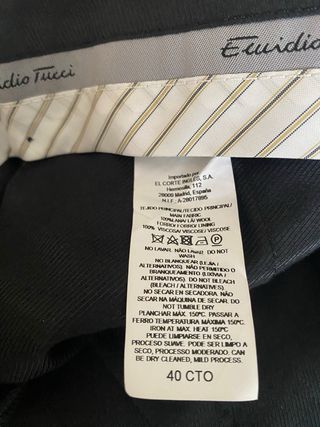 Emidio
idio Tucci
Importado por
EL CORTE INGLES, S.A.
Hermosilla, 112
28009 Madrid, España
N.I.F.: A-28017895
TEJIDO PRINCIPAL/TECIDO PRINCIPAL/
MAIN FABRIC
100% LANA/ LÃ/ WOOL
FORRO/ FORRO/ LINING
100% VISCOSA/ VISCOSE/ VISCOSE
NO LAVAR. NÃO LAVAR. DO NOT
WASH
NO BLANQUEAR (LEJÍA /
ALTERNATIVOS). NÃO PERMITIDO O
BRANQUEAMENTO (LIXÍVIA /
ALTERNATIVOS). DO NOT
BLEACH (BLEACH / ALTERNATIVES)
NO SECAR EN SECADORA. NÃO
SECAR NA MÁQUINA DE SECAR. DO
NOT TUMBLE DRY
PLANCHAR MÁX. 150ºC. PASSAR A
FERRO TEMPERATURA MÁXIMA 150ºC.
IRON AT MAX. HEAT 150ºC
PUEDE LIMPIARSE EN SECO,
PROCESO SUAVE. PODE LIMPAR-SE A
SECO, PROCESSO MODERADO. CAN
BE DRY CLEANED, MILD PROCESS.
40 CTO